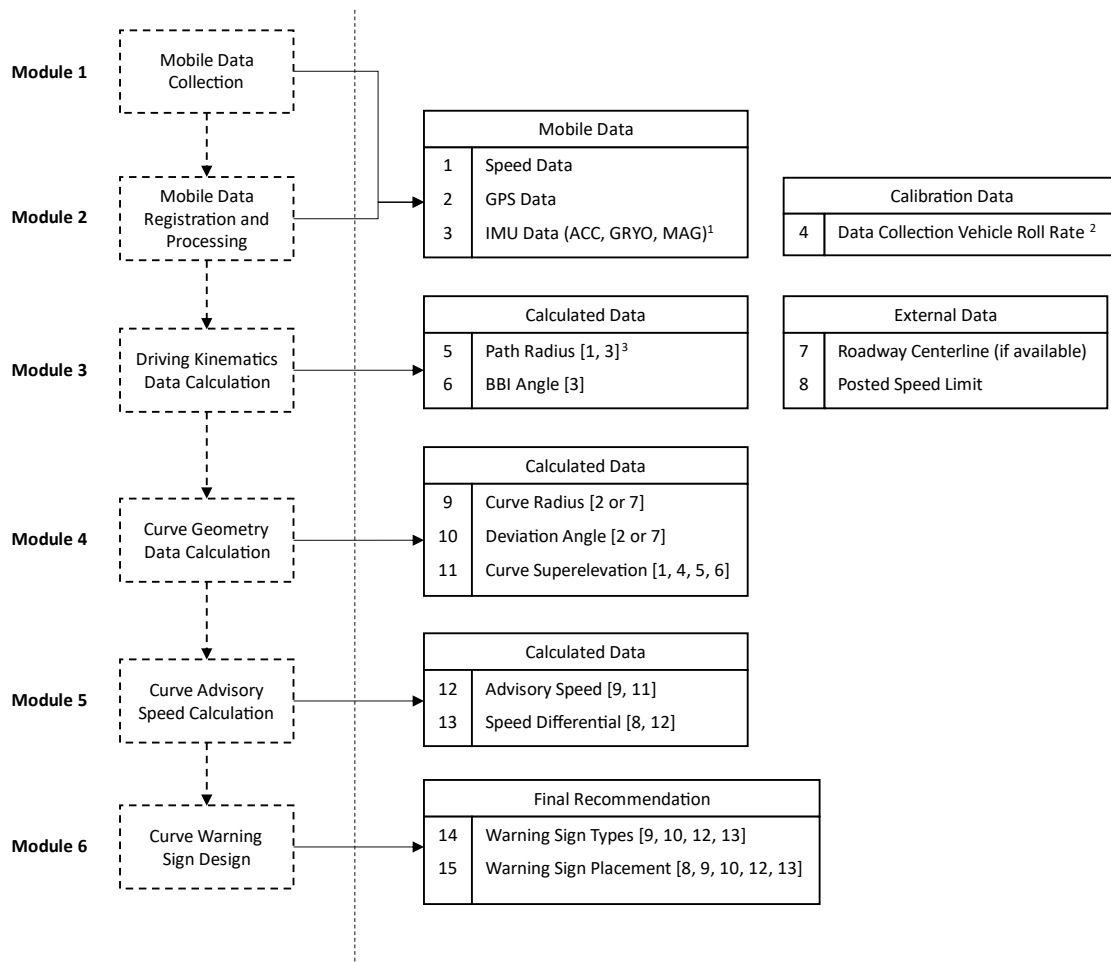 Module 1
Mobile Data
Collection
Module 2
Mobile Data
Registration and
Processing
Mobile Data
1 Speed Data
2 GPS Data
3 IMU Data (ACC, GRYO, MAG)1
Calibration Data
4 Data Collection Vehicle Roll Rate 2
Module 3
Driving Kinematics
Data Calculation
Calculated Data
5 Path Radius [1, 3]3
6 BBI Angle [3]
External Data
7 Roadway Centerline (if available)
8 Posted Speed Limit
Module 4
Curve Geometry
Data Calculation
Calculated Data
9 Curve Radius [2 or 7]
10 Deviation Angle [2 or 7]
11 Curve Superelevation [1, 4, 5, 6]
Module 5
Curve Advisory
Speed Calculation
Calculated Data
12 Advisory Speed [9, 11]
13 Speed Differential [8, 12]
Module 6
Curve Warning
Sign Design
Final Recommendation
14 Warning Sign Types [9, 10, 12, 13]
15 Warning Sign Placement [8, 9, 10, 12, 13]